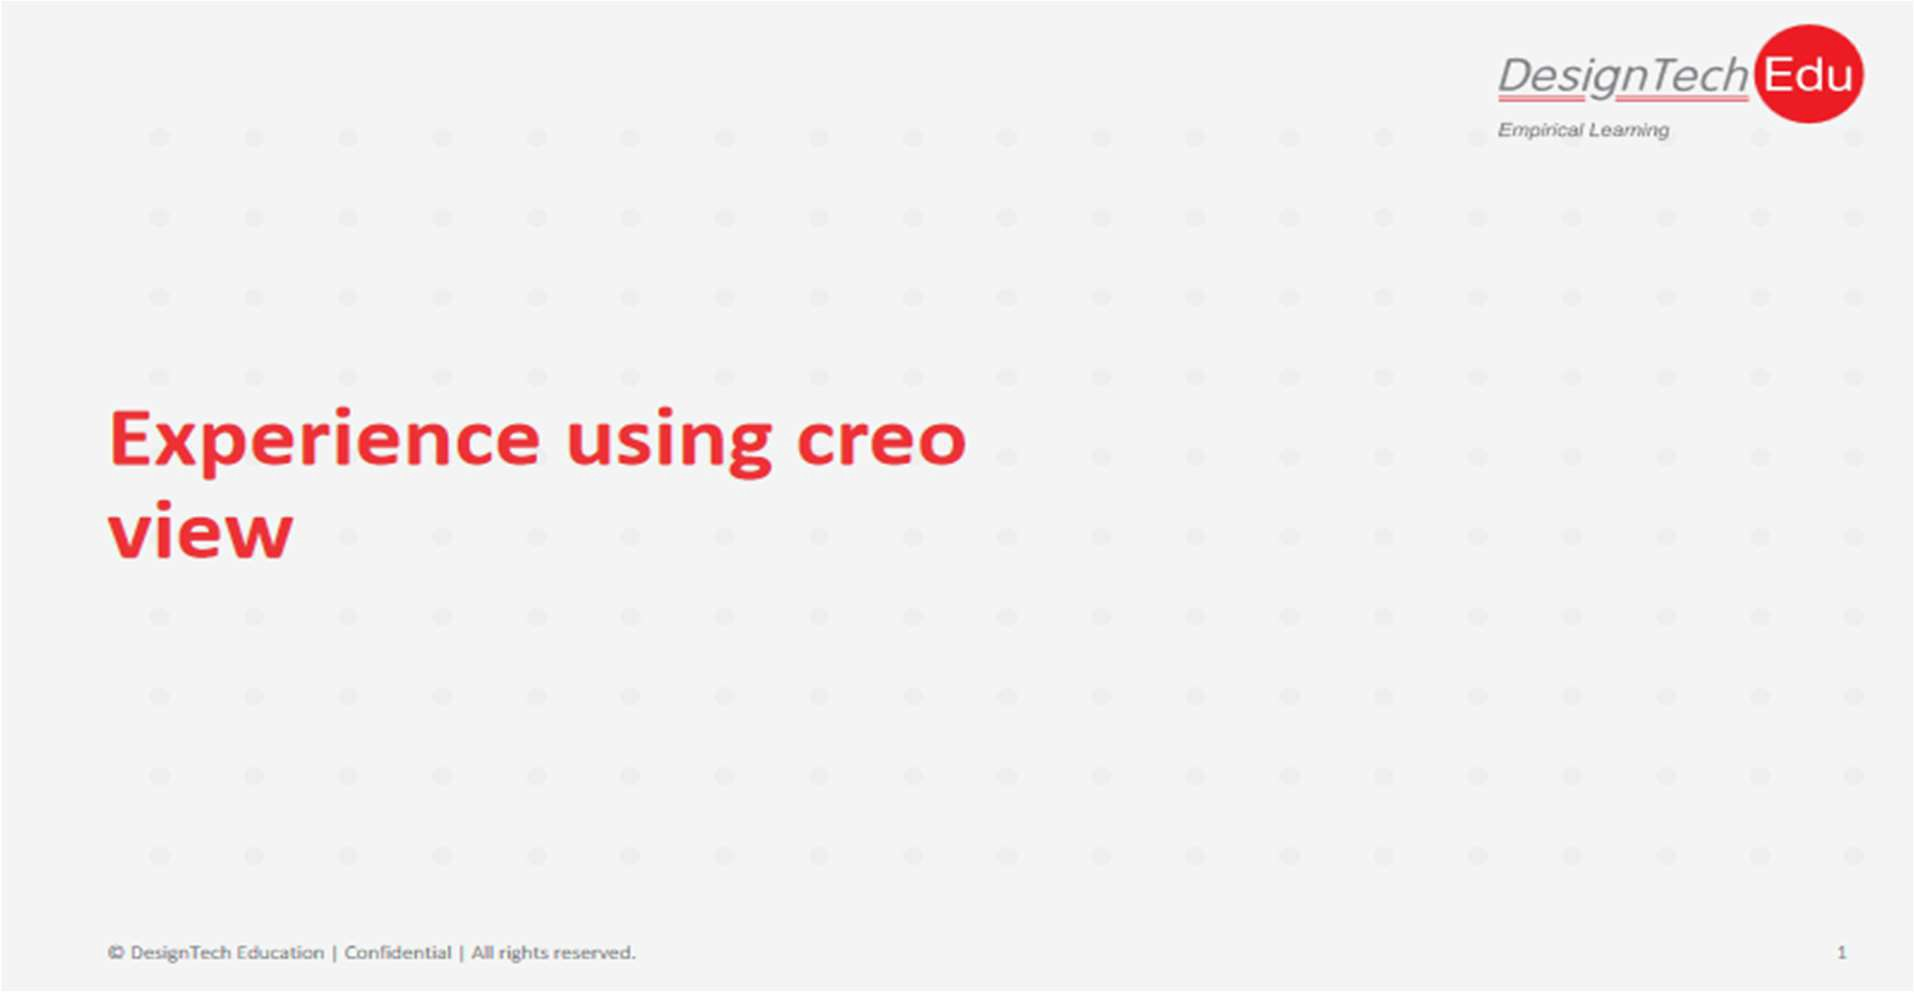 DesignTech Edu
Empirical Learning
Experience using creo
view
© DesignTech Education | Confidential | All rights reserved.
1